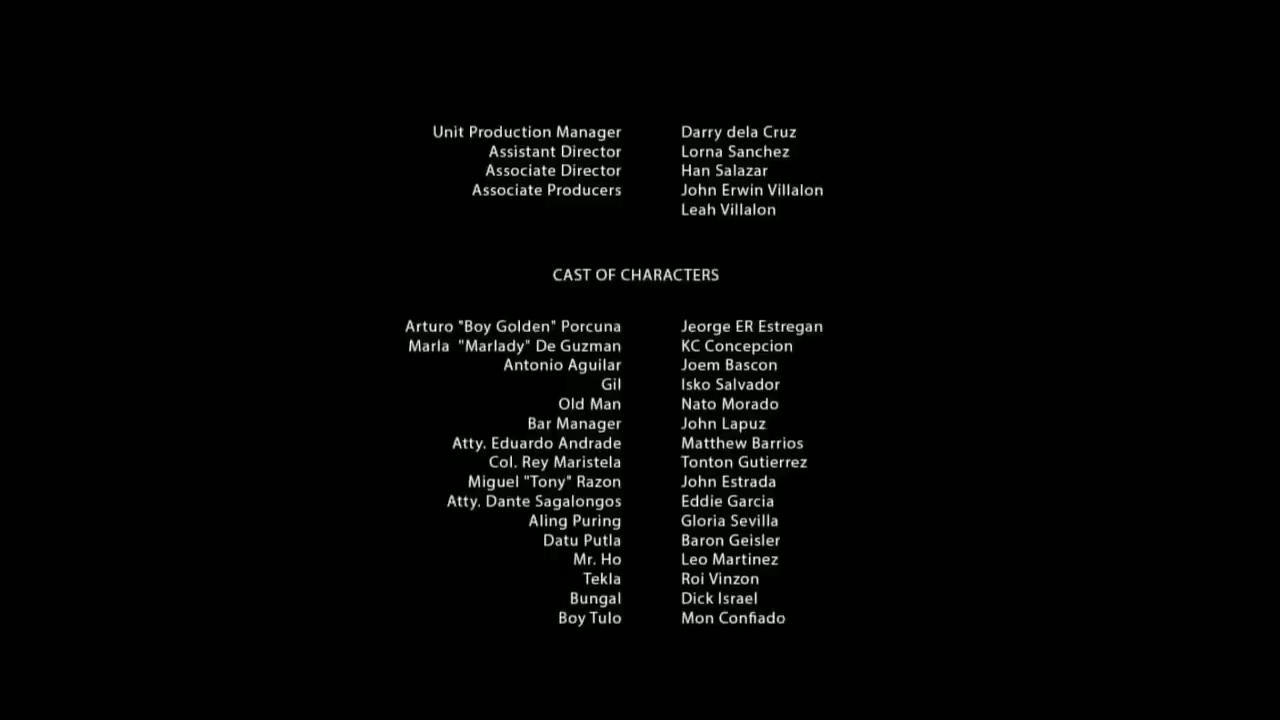 Unit Production Manager Darry dela Cruz
Assistant Director Lorna Sanchez
Associate Director Han Salazar
Associate Producers John Erwin Villalon
Leah Villalon
CAST OF CHARACTERS
Arturo "Boy Golden" Porcuna Jeorge ER Estregan
Marla "Marlady" De Guzman KC Concepcion
Antonio Aguilar Joem Bascon
Gil Isko Salvador
Old Man Nato Morado
Bar Manager John Lapuz
Atty. Eduardo Andrade Matthew Barrios
Col. Rey Maristela Tonton Gutierrez
Miguel "Tony" Razon John Estrada
Atty. Dante Sagalongos Eddie Garcia
Aling Puring Gloria Sevilla
Datu Putla Baron Geisler
Mr. Ho Leo Martinez
Tekla Roi Vinzon
Bungal Dick Israel
Boy Tulo Mon Confiado